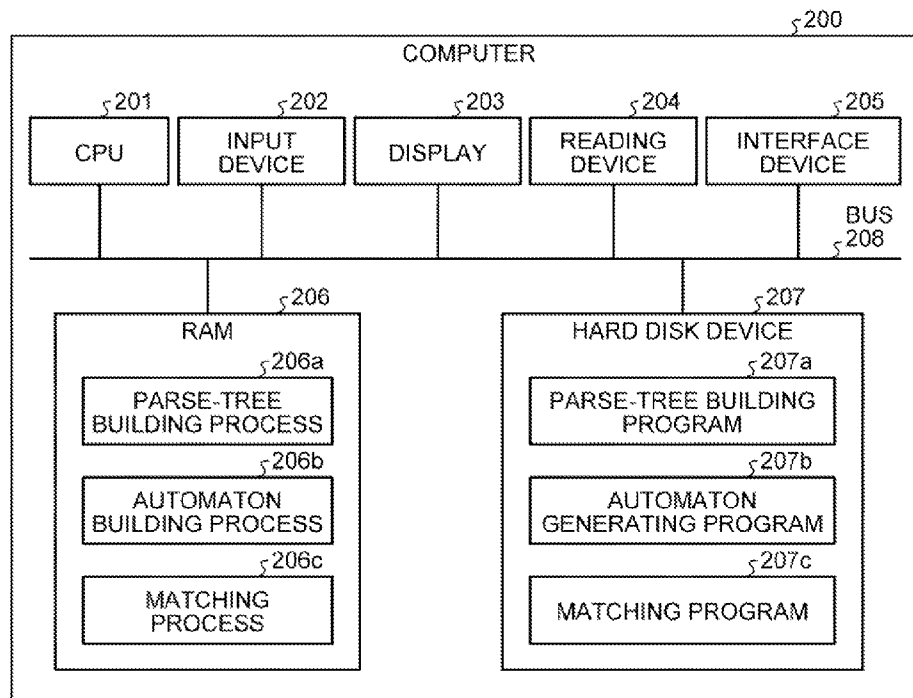 200
COMPUTER
201
CPU
202
INPUT
DEVICE
203
DISPLAY
204
READING
DEVICE
205
INTERFACE
DEVICE
BUS
208
206
RAM
206a
PARSE-TREE
BUILDING PROCESS
206b
AUTOMATON
BUILDING PROCESS
206c
MATCHING
PROCESS
207
HARD DISK DEVICE
207a
PARSE-TREE BUILDING
PROGRAM
207b
AUTOMATON
GENERATING PROGRAM
207c
MATCHING PROGRAM